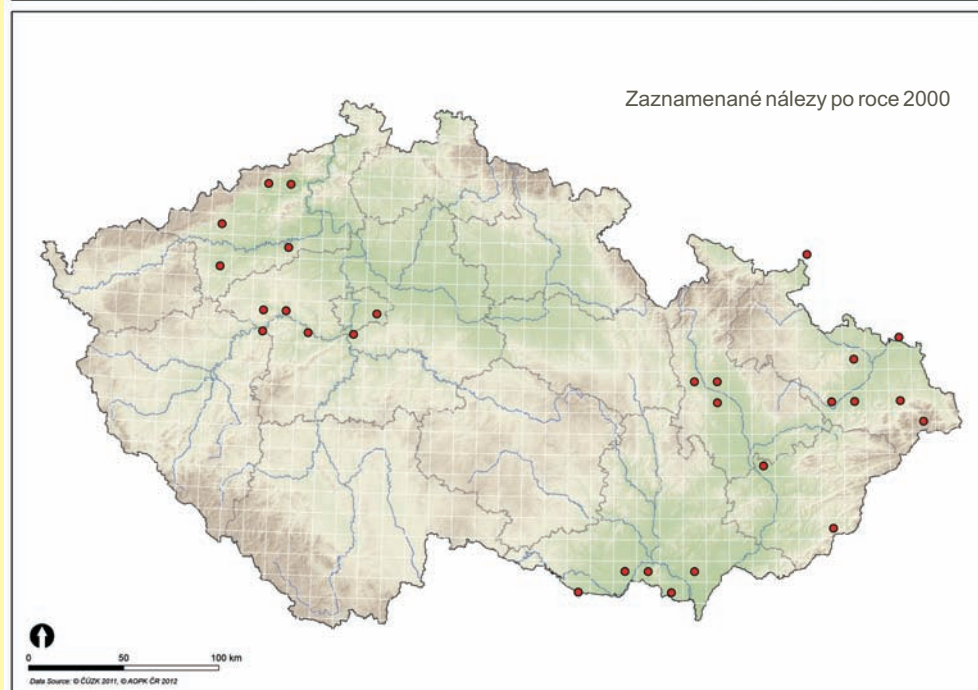 Zaznamenané nálezy po roce 2000
0 50 100 km
Data Source: © ČÚZK 2011, © AOPK ČR 2012